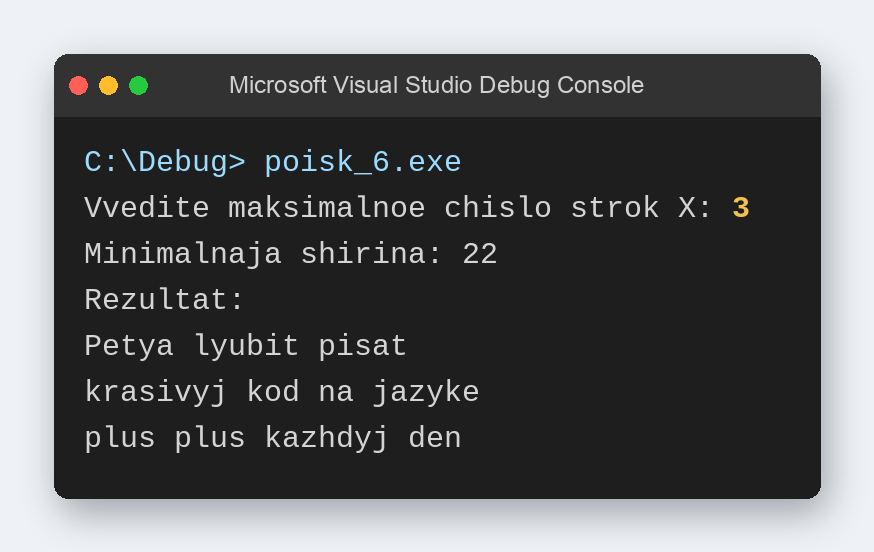 Microsoft Visual Studio Debug Console
C:\Debug> poisk_6.exe
Vvedite maksimalnoe chislo strok X: 3
Minimalnaja shirina: 22
Rezultat:
Petya lyubit pisat
krasivyj kod na jazyke
plus plus kazhdyj den